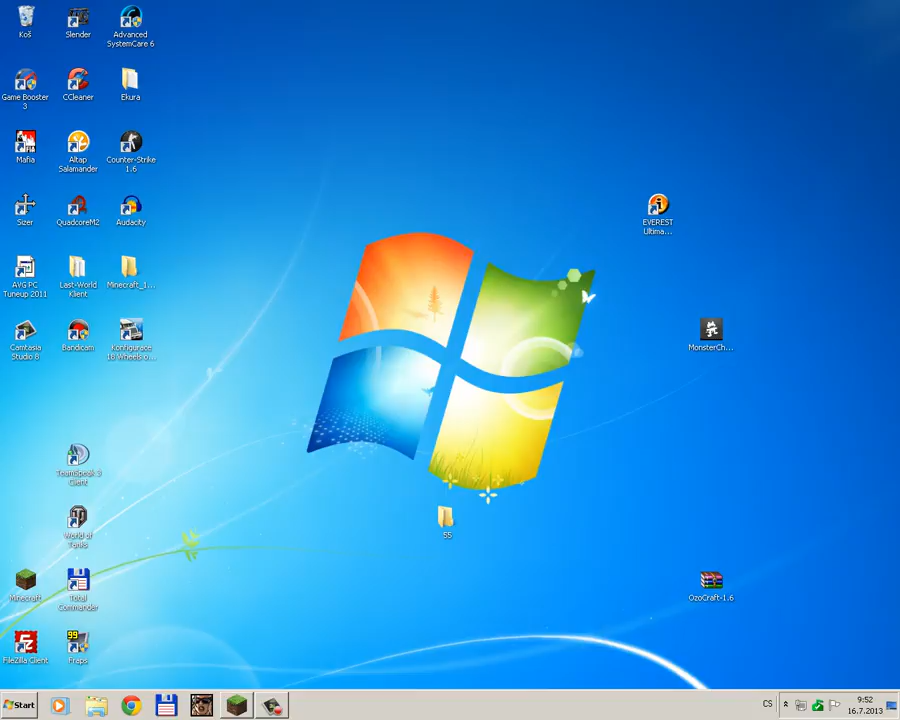 Koš
Slender
Advanced
SystemCare 6
Game Booster
3
CCleaner
Ekura
Mafia
Altap
Salamander
Counter-Strike
1.6
Sizer
QuadcoreM2
Audacity
EVEREST
Ultima...
AVG PC
Tuneup 2011
Last-World
Klient
Minecraft_1...
Camtasia
Studio 8
Bandicam
Konfigurace
18 Wheels o...
MonsterCh...
TeamSpeak 3
Client
World of
Tanks
55
Minecraft
Total
Commander
OzoCraft-1.6
FileZilla Client
99
Fraps
Start
CS
9:52
16.7.2013